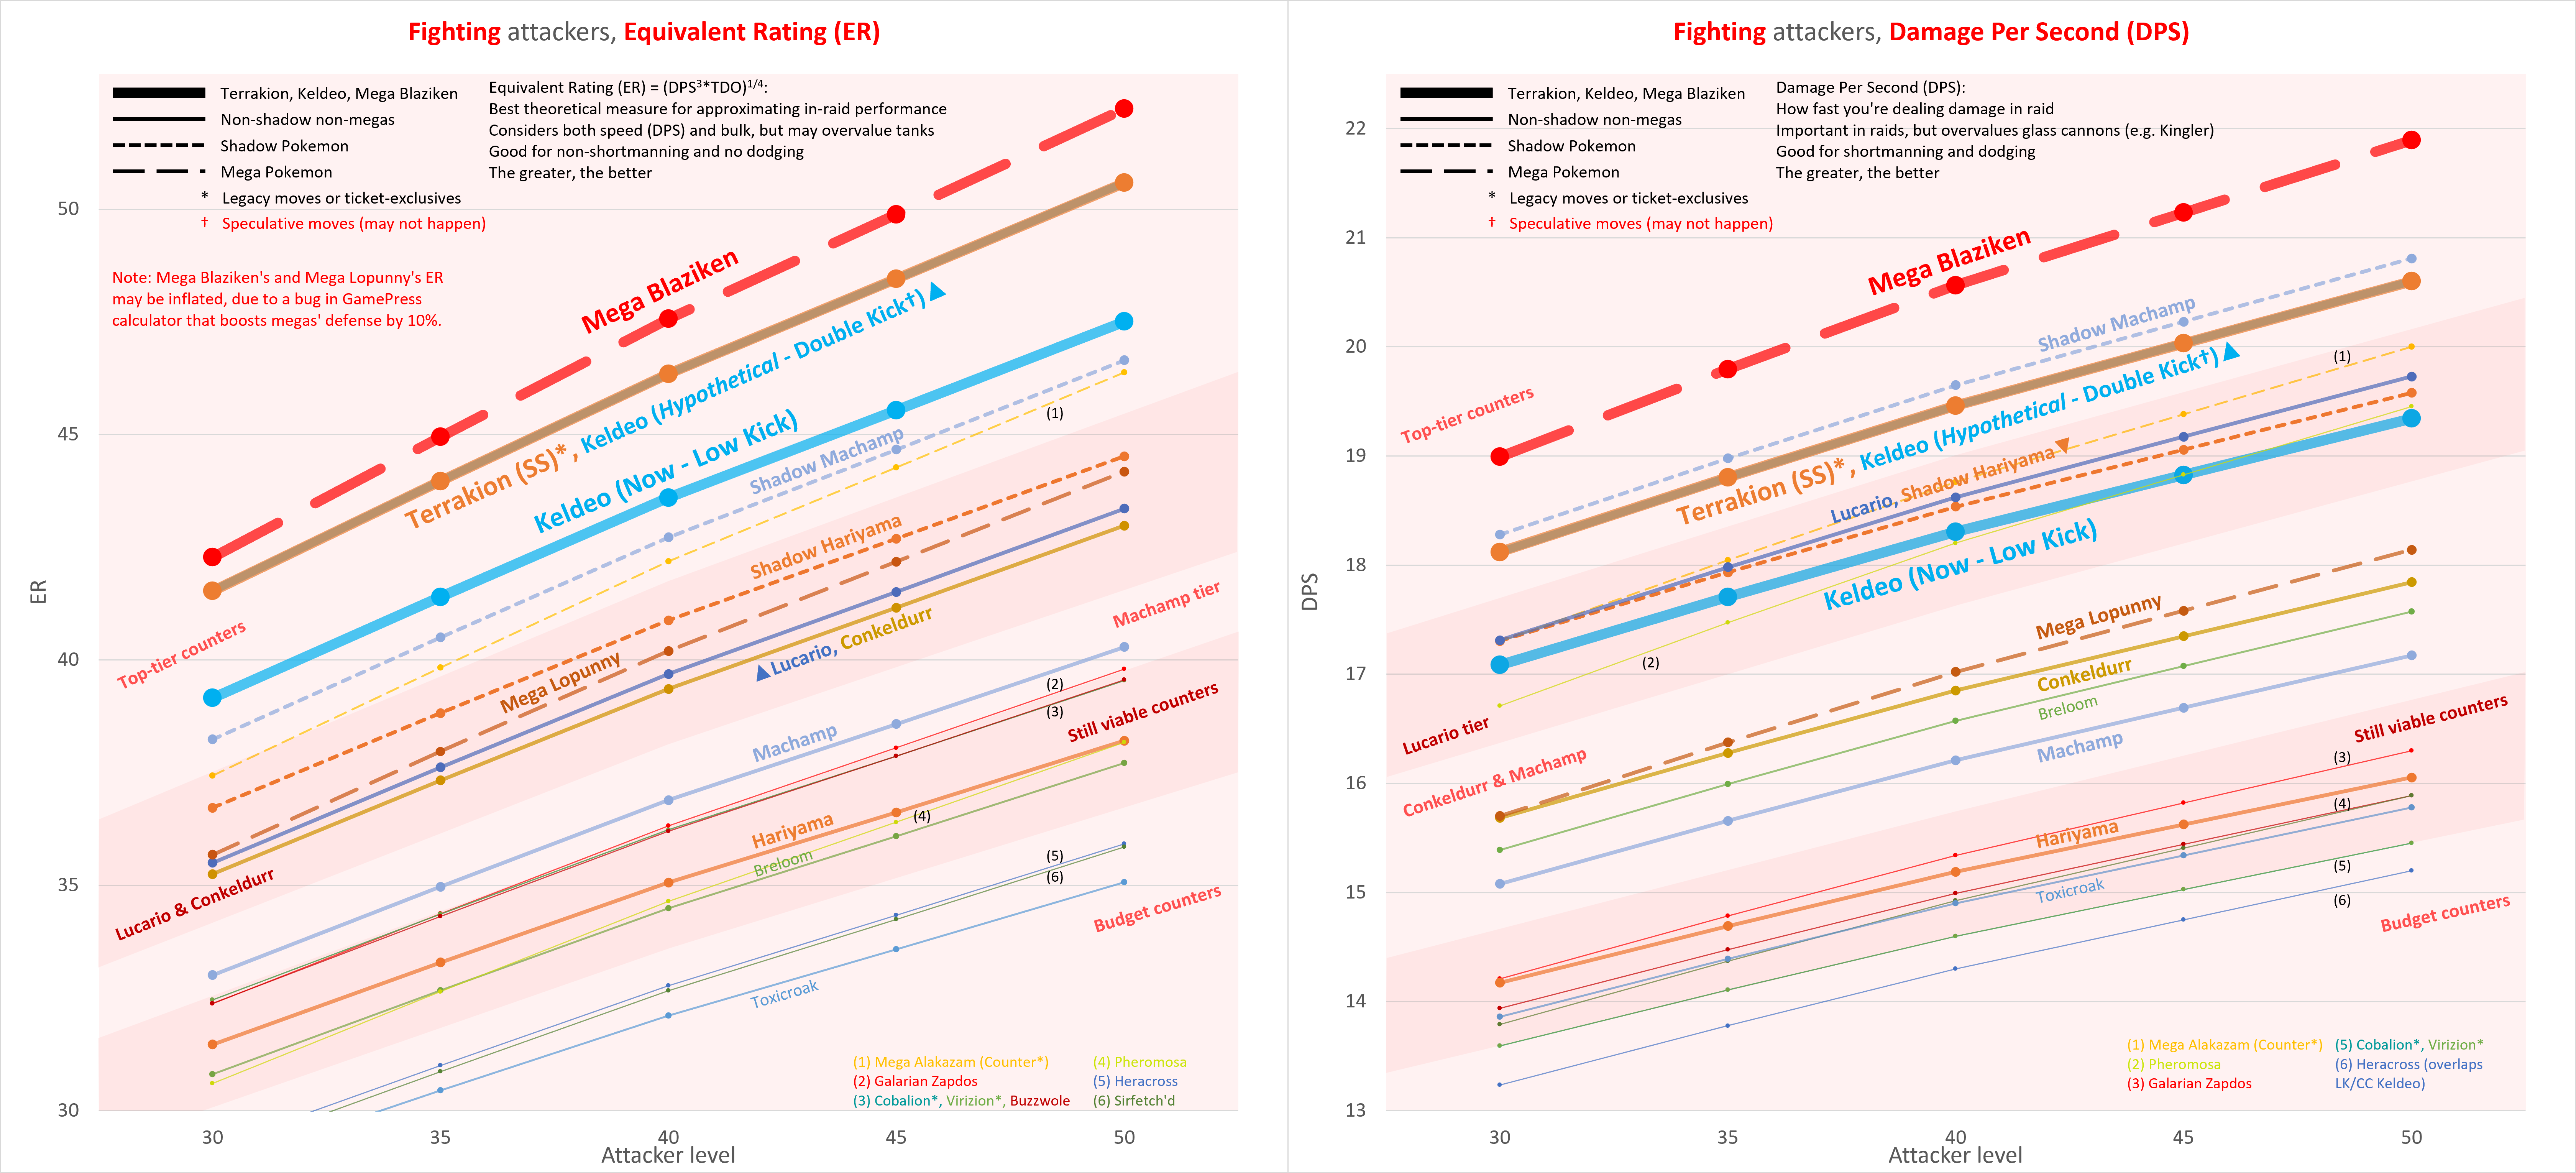 Fighting attackers, Equivalent Rating (ER)
Terrakion, Keldeo, Mega Blaziken
Non-shadow non-megas
Shadow Pokemon
Mega Pokemon
* Legacy moves or ticket-exclusives
† Speculative moves (may not happen)
Equivalent Rating (ER) = (DPS³*TDO)¹/⁴:
Best theoretical measure for approximating in-raid performance
Considers both speed (DPS) and bulk, but may overvalue tanks
Good for non-shortmanning and no dodging
The greater, the better
Note: Mega Blaziken's and Mega Lopunny's ER
may be inflated, due to a bug in GamePress
calculator that boosts megas' defense by 10%.
Mega Blaziken
Terrakion (SS)*, Keldeo (Hypothetical - Double Kick†)
Keldeo (Now - Low Kick)
Shadow Machamp
(1)
Shadow Hariyama
Mega Lopunny
Lucario, Conkeldurr
Top-tier counters
Machamp tier
Machamp
(2)
(3)
Still viable counters
Hariyama
(4)
Breloom
(5)
(6)
Lucario & Conkeldurr
Budget counters
Toxicroak
(1) Mega Alakazam (Counter*)
(2) Galarian Zapdos
(3) Cobalion*, Virizion*, Buzzwole
(4) Pheromosa
(5) Heracross
(6) Sirfetch'd
ER
50
45
40
35
30
30 35 40 45 50
Attacker level
Fighting attackers, Damage Per Second (DPS)
Terrakion, Keldeo, Mega Blaziken
Non-shadow non-megas
Shadow Pokemon
Mega Pokemon
* Legacy moves or ticket-exclusives
† Speculative moves (may not happen)
Damage Per Second (DPS):
How fast you're dealing damage in raid
Important in raids, but overvalues glass cannons (e.g. Kingler)
Good for shortmanning and dodging
The greater, the better
Mega Blaziken
Shadow Machamp
(1)
Terrakion (SS)*, Keldeo (Hypothetical - Double Kick†)
Top-tier counters
Lucario, Shadow Hariyama
Keldeo (Now - Low Kick)
(2)
Lucario tier
Mega Lopunny
Conkeldurr
Breloom
Machamp
Conkeldurr & Machamp
Still viable counters
(3)
(4)
Hariyama
Toxicroak
(5)
(6)
Budget counters
(1) Mega Alakazam (Counter*)
(2) Pheromosa
(3) Galarian Zapdos
(5) Cobalion*, Virizion*
(6) Heracross (overlaps
LK/CC Keldeo)
DPS
22
21
20
19
18
17
16
15
14
13
30 35 40 45 50
Attacker level